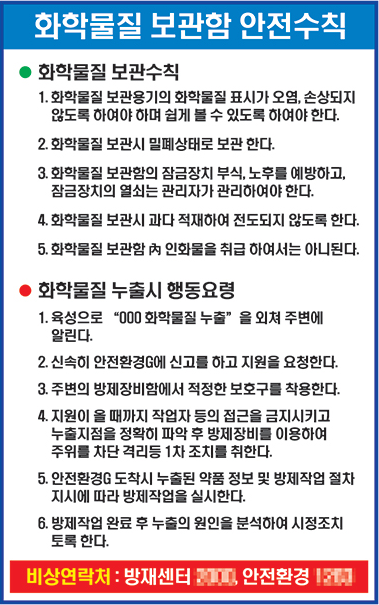 화학물질 보관함 안전수칙
화학물질 보관수칙
1. 화학물질 보관용기의 화학물질 표시가 오염, 손상되지
않도록 하여야 하며 쉽게 볼 수 있도록 하여야 한다.
2. 화학물질 보관시 밀폐상태로 보관 한다.
3. 화학물질 보관함의 잠금장치 부식, 노후를 예방하고,
잠금장치의 열쇠는 관리자가 관리하여야 한다.
4. 화학물질 보관시 과다 적재하여 전도되지 않도록 한다.
5. 화학물질 보관함 內 인화물을 취급 하여서는 아니된다.
화학물질 누출시 행동요령
1. 육성으로 “000 화학물질 누출” 을 외쳐 주변에
알린다.
2. 신속히 안전환경G에 신고를 하고 지원을 요청한다.
3. 주변의 방제장비함에서 적정한 보호구를 착용한다.
4. 지원이 올 때까지 작업자 등의 접근을 금지시키고
누출지점을 정확히 파악 후 방제장비를 이용하여
주위를 차단 격리등 1차 조치를 취한다.
5. 안전환경G 도착시 누출된 약품 정보 및 방제작업 절차
지시에 따라 방제작업을 실시한다.
6. 방제작업 완료 후 누출의 원인을 분석하여 시정조치
토록 한다.
비상연락처 : 방재센터 안전환경